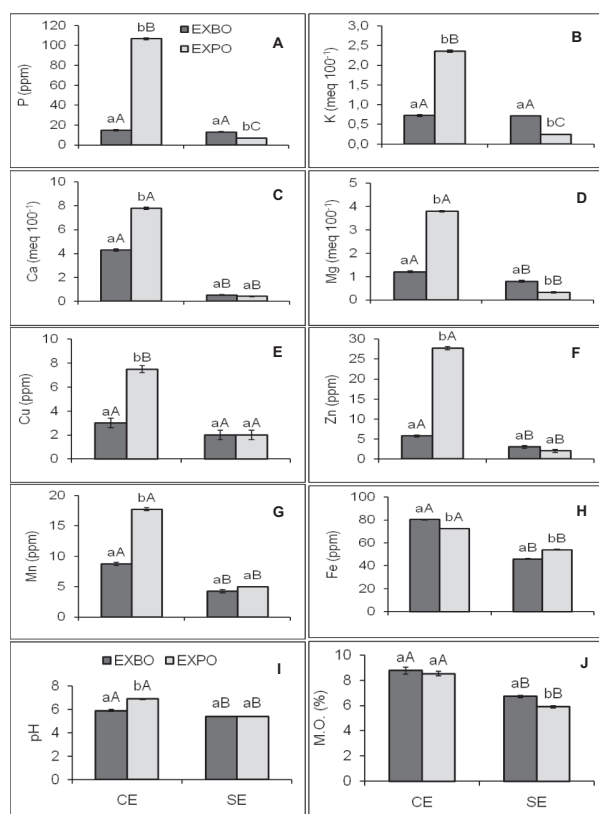 EXBO EXPO
A
P (ppm)
120
100
80
60
40
20
0
aA bB aA bC
B
K (meq 100⁻¹)
3,0
2,5
2,0
1,5
1,0
0,5
0,0
aA bB aA bC
C
Ca (meq 100⁻¹)
8
6
4
2
0
aA bA aB aB
D
Mg (meq 100⁻¹)
5
4
3
2
1
0
aA bA aB bB
E
Cu (ppm)
10
8
6
4
2
0
aA bB aA aA
F
Zn (ppm)
30
25
20
15
10
5
0
aA bA aB aB
G
Mn (ppm)
20
15
10
5
0
aA bA aB aB
H
Fe (ppm)
100
80
60
40
20
0
aA bA aB bB
EXBO EXPO
I
pH
8
6
4
2
0
aA bA aB aB
CE SE
J
M.O. (%)
10
8
6
4
2
0
aA aA aB bB
CE SE